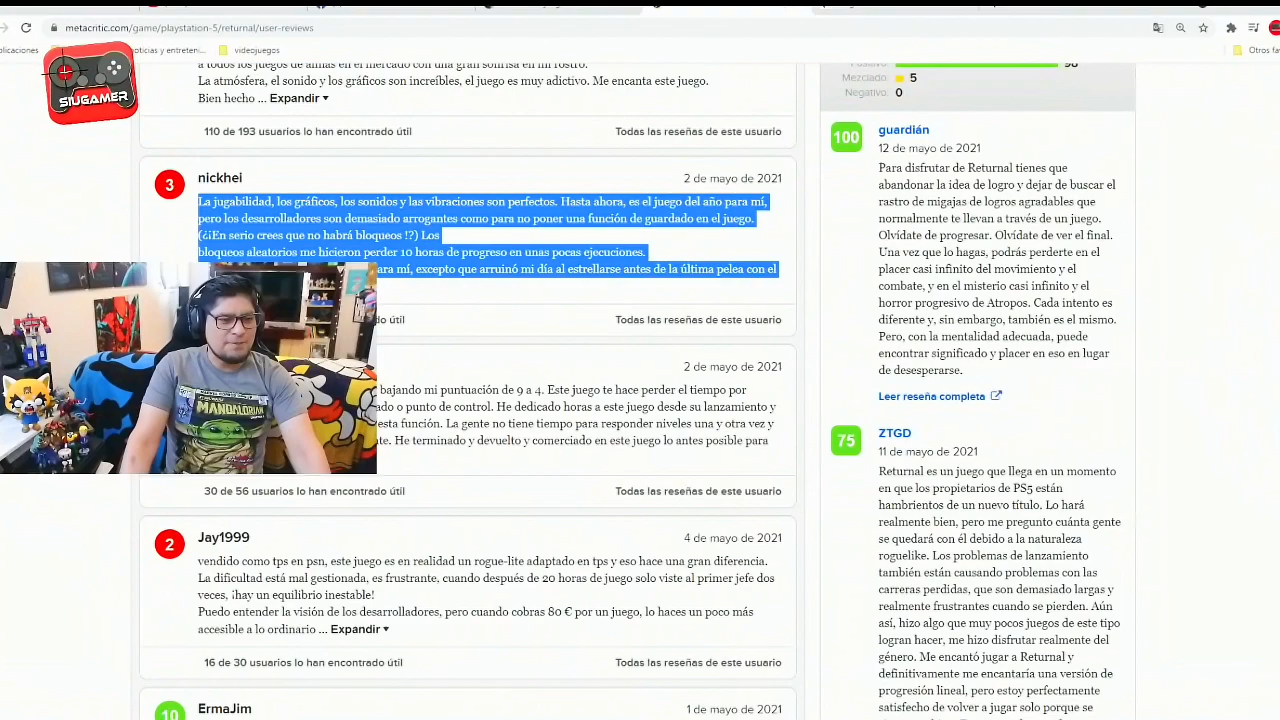 metacritic.com/game/playstation-5/returnal/user-reviews
plicaciones
oticias y entreteni...
videojuegos
Otros fav
SIUGAMER
a todos los juegos de almas en el mercado con una gran sonrisa en mi rostro.
La atmósfera, el sonido y los gráficos son increíbles, el juego es muy adictivo. Me encanta este juego.
Bien hecho ... Expandir
110 de 193 usuarios lo han encontrado útil
Todas las reseñas de este usuario
3
nickhei
2 de mayo de 2021
La jugabilidad, los gráficos, los sonidos y las vibraciones son perfectos. Hasta ahora, es el juego del año para mí,
pero los desarrolladores son demasiado arrogantes como para no poner una función de guardado en el juego.
(¿¡En serio crees que no habrá bloqueos !?) Los
bloqueos aleatorios me hicieron perder 10 horas de progreso en unas pocas ejecuciones.
ara mí, excepto que arruinó mi día al estrellarse antes de la última pelea con el
do útil
Todas las reseñas de este usuario
2 de mayo de 2021
bajando mi puntuación de 9 a 4. Este juego te hace perder el tiempo por
ado o punto de control. He dedicado horas a este juego desde su lanzamiento y
esta función. La gente no tiene tiempo para responder niveles una y otra vez y
te. He terminado y devuelto y comerciado en este juego lo antes posible para
30 de 56 usuarios lo han encontrado útil
Todas las reseñas de este usuario
2
Jay1999
4 de mayo de 2021
vendido como tps en psn, este juego es en realidad un rogue-lite adaptado en tps y eso hace una gran diferencia.
La dificultad está mal gestionada, es frustrante, cuando después de 20 horas de juego solo viste al primer jefe dos
veces, ¡hay un equilibrio inestable!
Puedo entender la visión de los desarrolladores, pero cuando cobras 80 € por un juego, lo haces un poco más
accesible a lo ordinario ... Expandir
16 de 30 usuarios lo han encontrado útil
Todas las reseñas de este usuario
10
ErmaJim
1 de mayo de 2021
STAR WARS
MANDALORIAN
Positivo:
98
Mezclado:
5
Negativo:
0
100
guardián
12 de mayo de 2021
Para disfrutar de Returnal tienes que
abandonar la idea de logro y dejar de buscar el
rastro de migajas de logros agradables que
normalmente te llevan a través de un juego.
Olvídate de progresar. Olvídate de ver el final.
Una vez que lo hagas, podrás perderte en el
placer casi infinito del movimiento y el
combate, y en el misterio casi infinito y el
horror progresivo de Atropos. Cada intento es
diferente y, sin embargo, también es el mismo.
Pero, con la mentalidad adecuada, puede
encontrar significado y placer en eso en lugar
de desesperarse.
Leer reseña completa
75
ZTGD
11 de mayo de 2021
Returnal es un juego que llega en un momento
en que los propietarios de PS5 están
hambrientos de un nuevo título. Lo hará
realmente bien, pero me pregunto cuánta gente
se quedará con él debido a la naturaleza
roguelike. Los problemas de lanzamiento
también están causando problemas con las
carreras perdidas, que son demasiado largas y
realmente frustrantes cuando se pierden. Aún
así, hizo algo que muy pocos juegos de este tipo
logran hacer, me hizo disfrutar realmente del
género. Me encantó jugar a Returnal y
definitivamente me encantaría una versión de
progresión lineal, pero estoy perfectamente
satisfecho de volver a jugar solo porque se